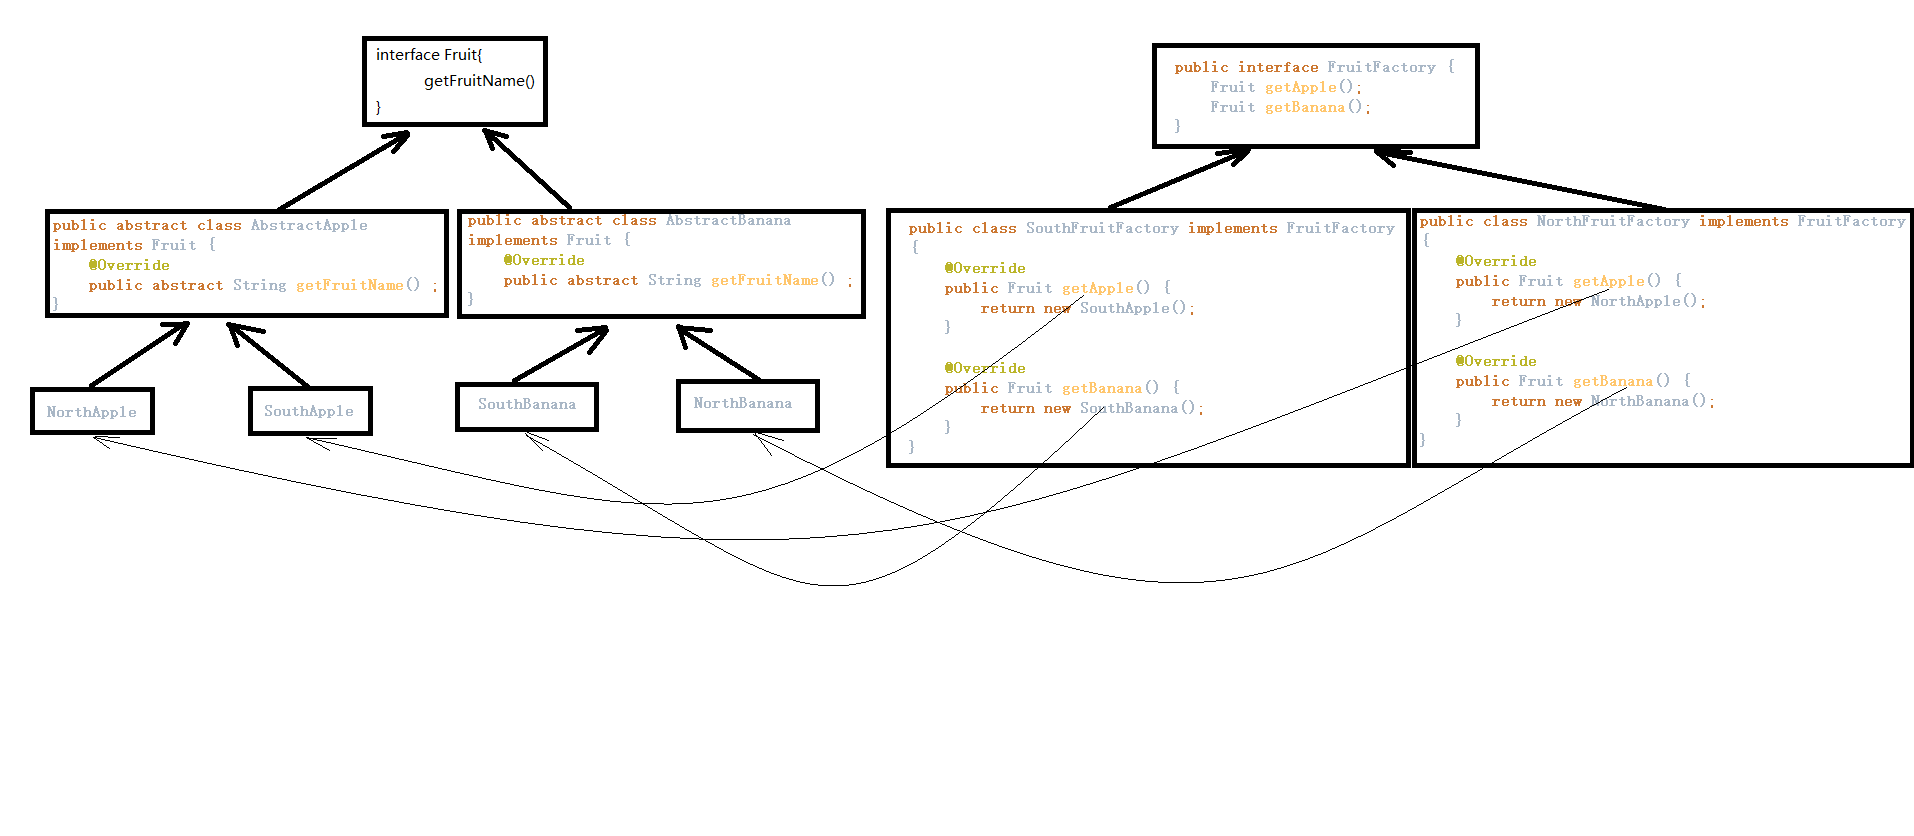 interface Fruit{
getFruitName()
}
public interface FruitFactory {
Fruit getApple();
Fruit getBanana();
}
public abstract class AbstractApple
implements Fruit {
@Override
public abstract String getFruitName() ;
}
public abstract class AbstractBanana
implements Fruit {
@Override
public abstract String getFruitName() ;
}
public class SouthFruitFactory implements FruitFactory
{
@Override
public Fruit getApple() {
return new SouthApple();
}
@Override
public Fruit getBanana() {
return new SouthBanana();
}
}
public class NorthFruitFactory implements FruitFactory
{
@Override
public Fruit getApple() {
return new NorthApple();
}
@Override
public Fruit getBanana() {
return new NorthBanana();
}
}
NorthApple
SouthApple
SouthBanana
NorthBanana